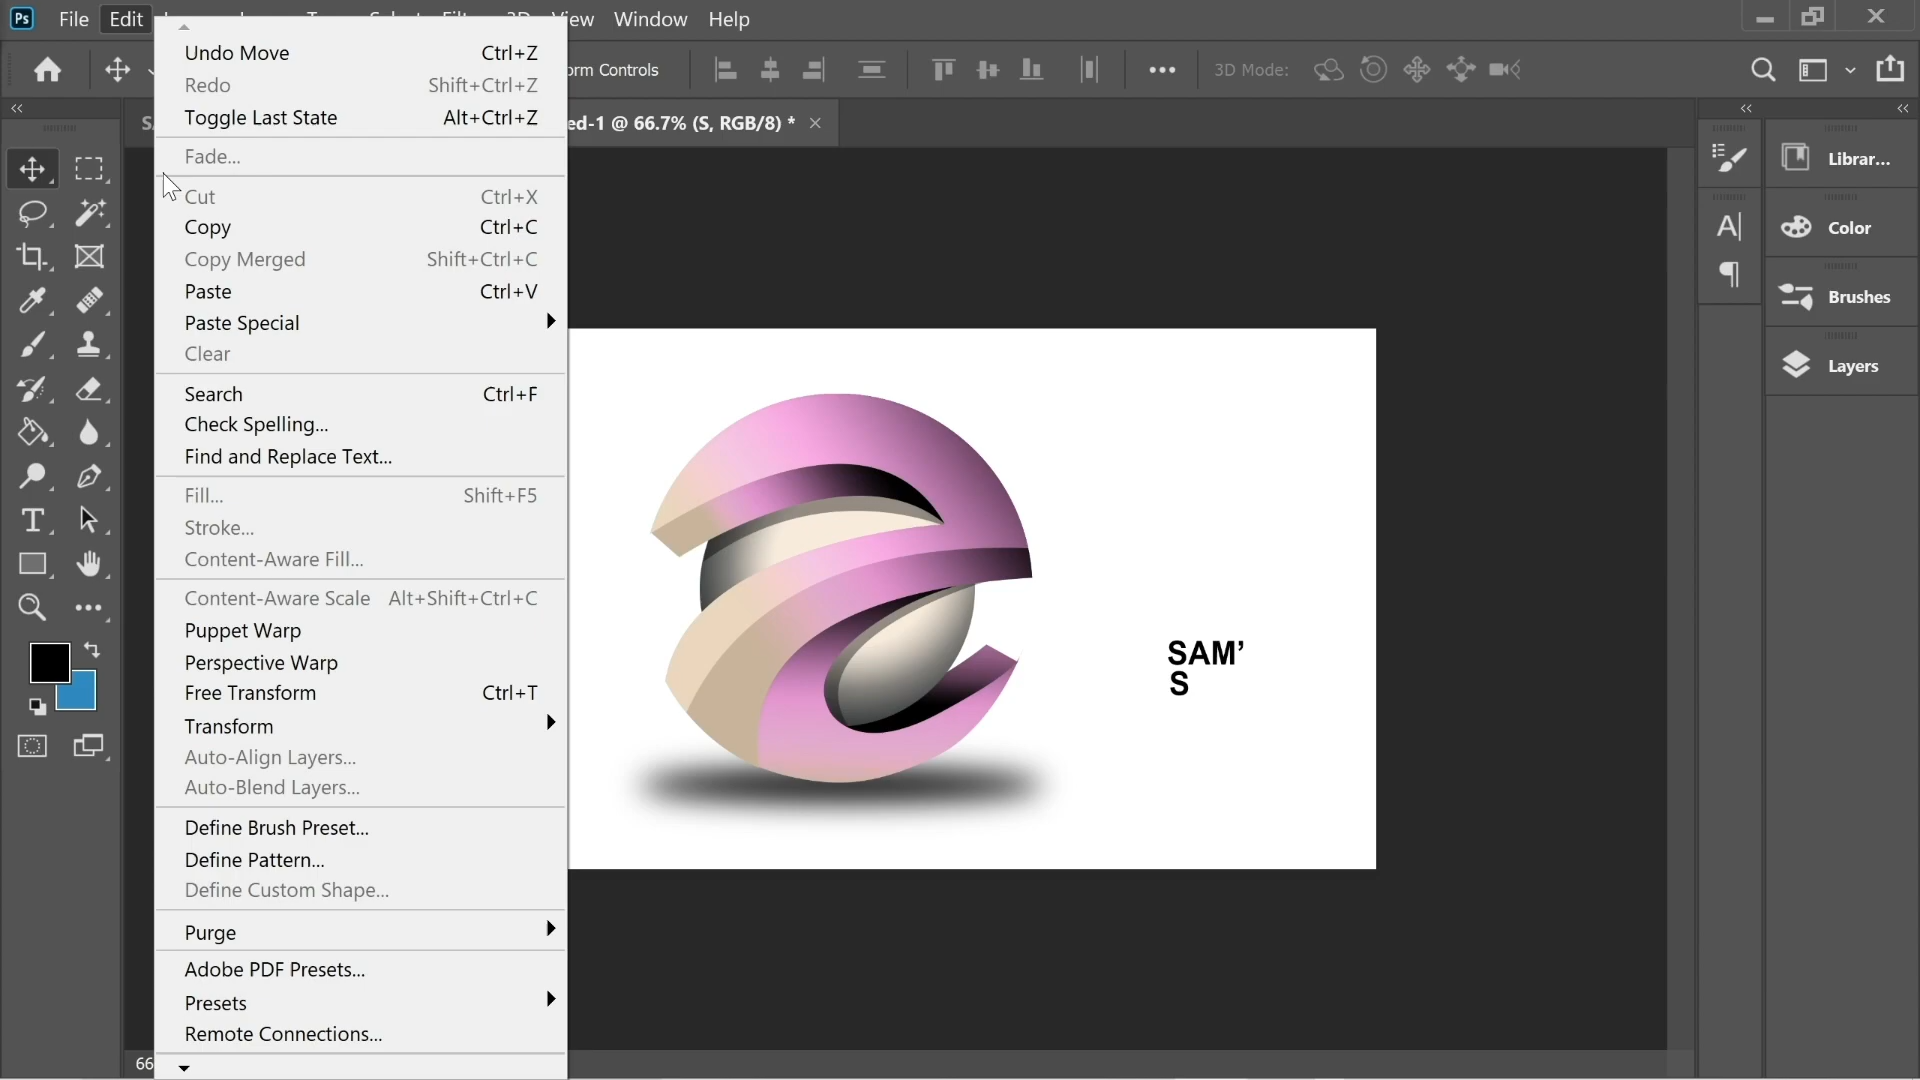 Ps File Edit View Window Help
Undo Move Ctrl+Z
Redo Shift+Ctrl+Z
Toggle Last State Alt+Ctrl+Z
Fade...
Cut Ctrl+X
Copy Ctrl+C
Copy Merged Shift+Ctrl+C
Paste Ctrl+V
Paste Special
Clear
Search Ctrl+F
Check Spelling...
Find and Replace Text...
Fill... Shift+F5
Stroke...
Content-Aware Fill...
Content-Aware Scale Alt+Shift+Ctrl+C
Puppet Warp
Perspective Warp
Free Transform Ctrl+T
Transform
Auto-Align Layers...
Auto-Blend Layers...
Define Brush Preset...
Define Pattern...
Define Custom Shape...
Purge
Adobe PDF Presets...
Presets
Remote Connections...
orm Controls
3D Mode:
ed-1 @ 66.7% (S, RGB/8) *
SAM’
S
Librar...
Color
Brushes
Layers
66